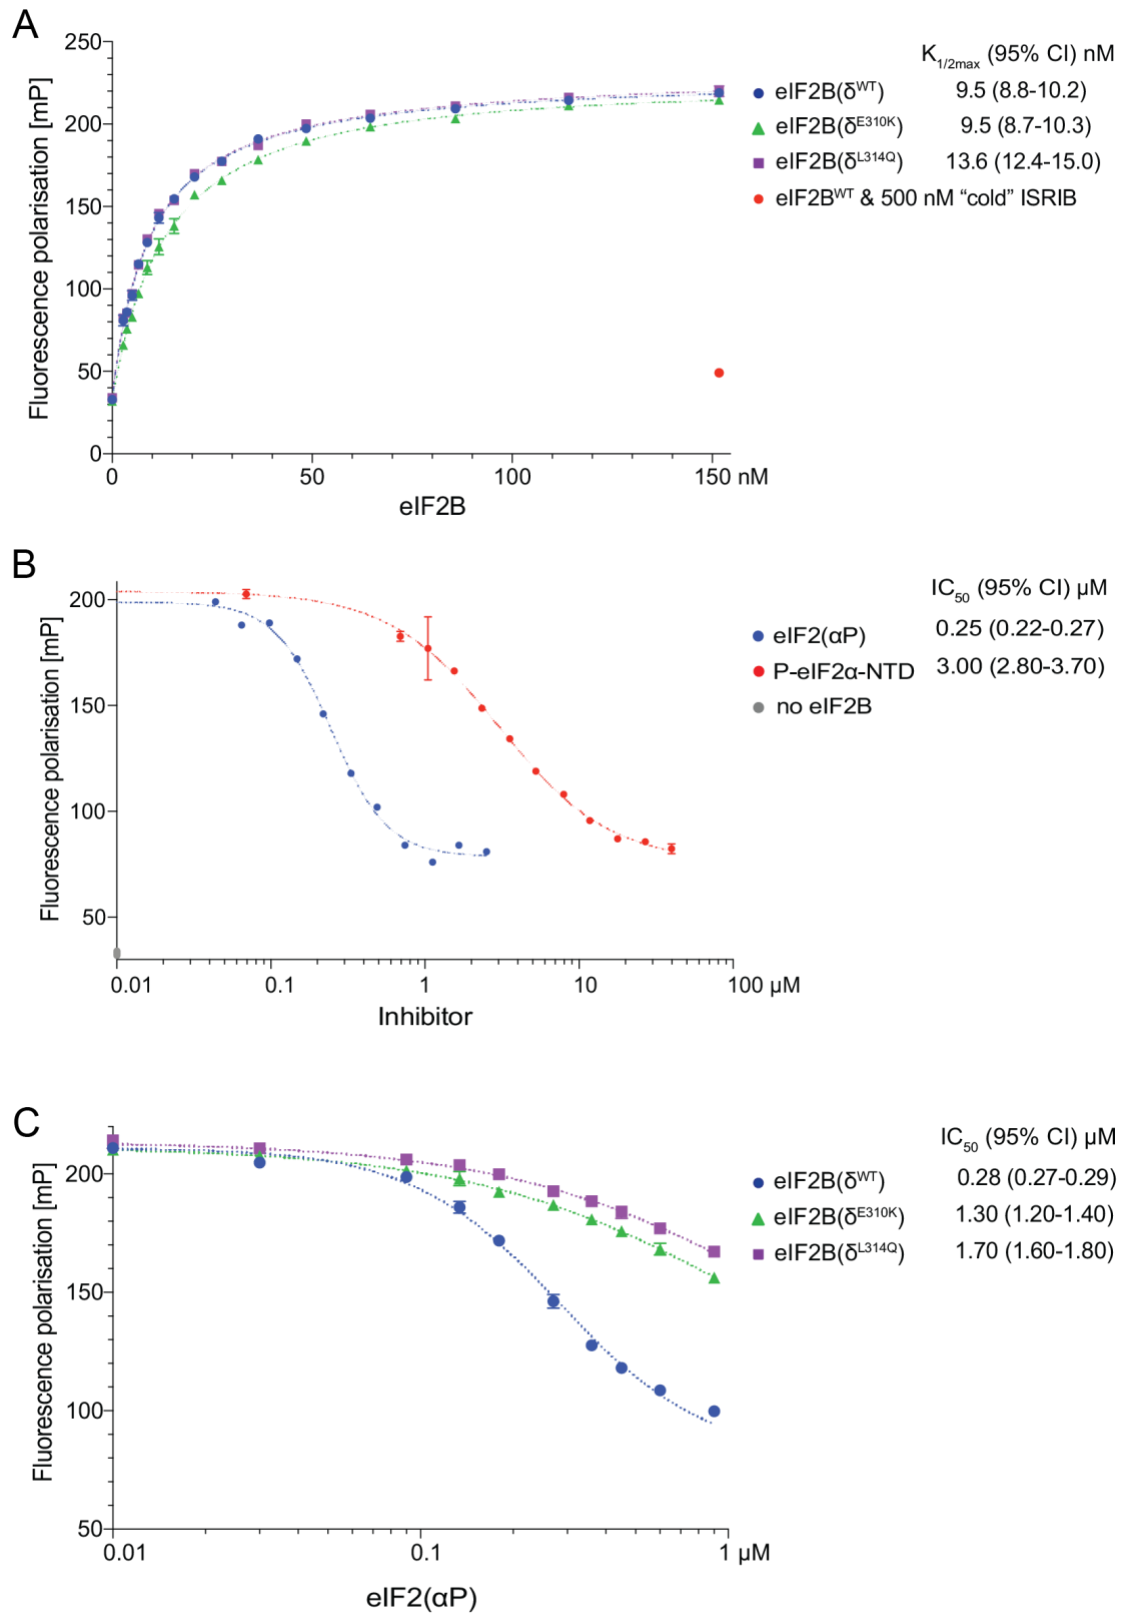 A
K1/2max (95% CI) nM
eIF2B(δWT) 9.5 (8.8-10.2)
eIF2B(δE310K) 9.5 (8.7-10.3)
eIF2B(δL314Q) 13.6 (12.4-15.0)
eIF2BWT & 500 nM “cold” ISRIB
Fluorescence polarisation [mP]
250
200
150
100
50
0
0 50 100 150 nM
eIF2B
B
IC50 (95% CI) µM
eIF2(αP) 0.25 (0.22-0.27)
P-eIF2α-NTD 3.00 (2.80-3.70)
no eIF2B
Fluorescence polarisation [mP]
200
150
100
50
0.01 0.1 1 10 100 µM
Inhibitor
C
IC50 (95% CI) µM
eIF2B(δWT) 0.28 (0.27-0.29)
eIF2B(δE310K) 1.30 (1.20-1.40)
eIF2B(δL314Q) 1.70 (1.60-1.80)
Fluorescence polarisation [mP]
200
150
100
50
0.01 0.1 1 µM
eIF2(αP)